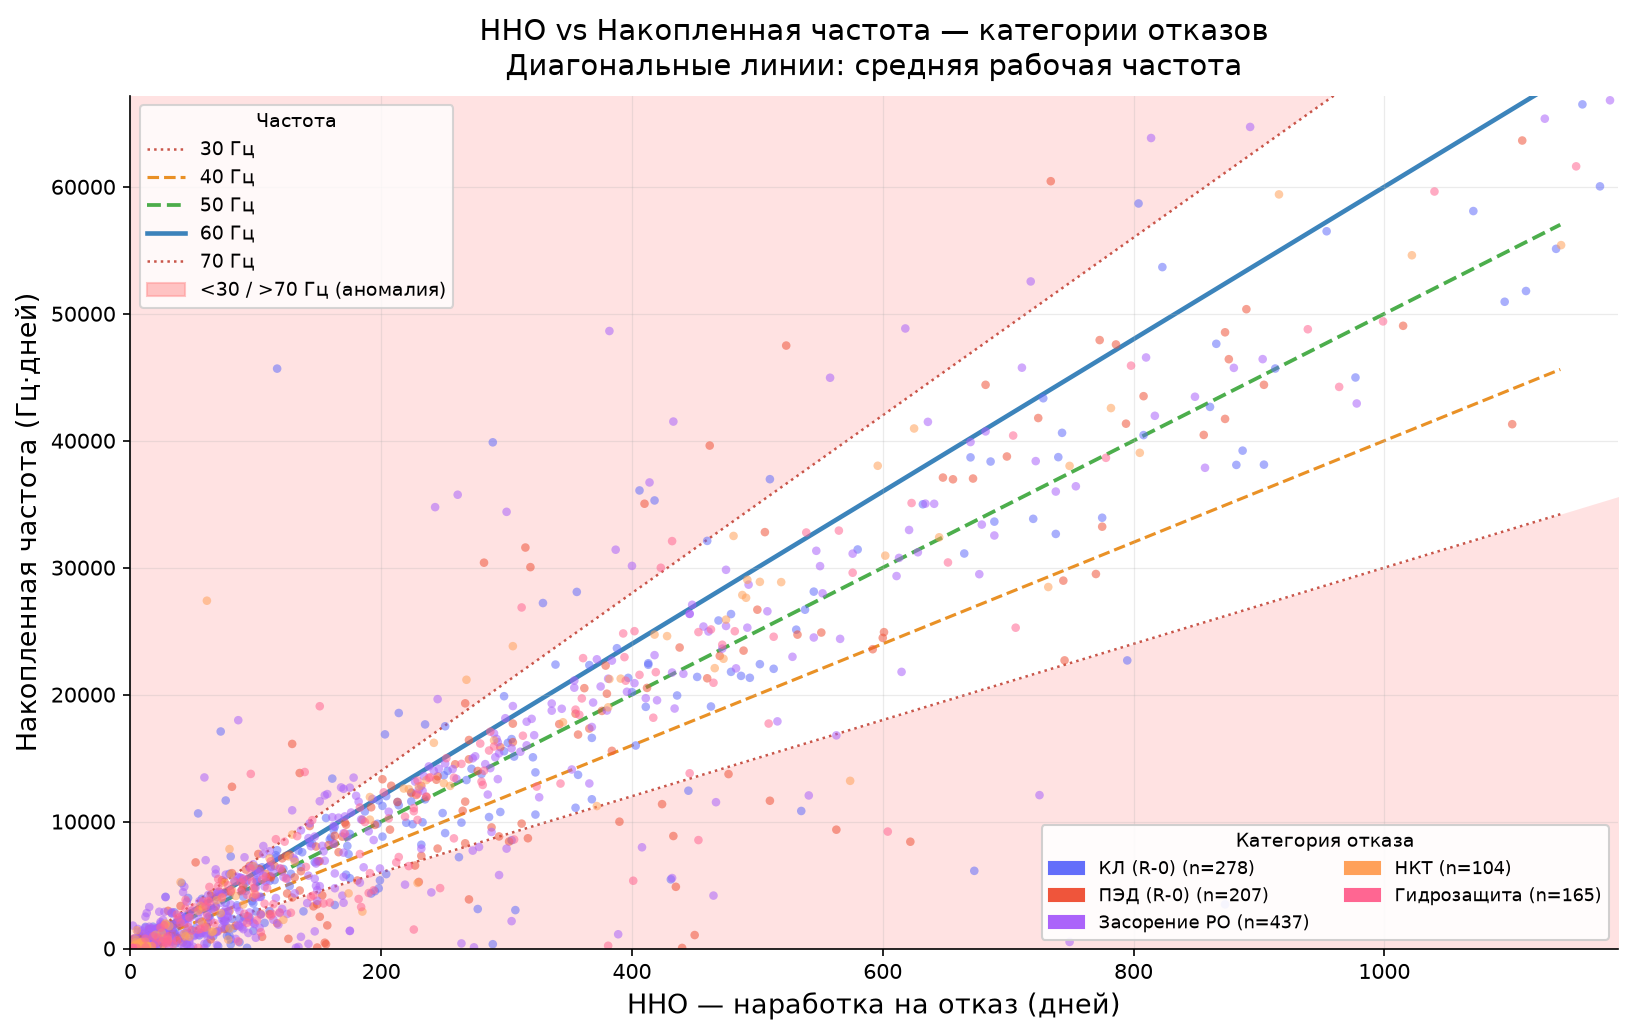 ННО vs Накопленная частота — категории отказов
Диагональные линии: средняя рабочая частота
Частота
30 Гц
40 Гц
50 Гц
60 Гц
70 Гц
<30 / >70 Гц (аномалия)
Накопленная частота (Гц·дней)
60000
50000
40000
30000
20000
10000
0
Категория отказа
КЛ (R-0) (n=278)
ПЭД (R-0) (n=207)
Засорение РО (n=437)
НКТ (n=104)
Гидрозащита (n=165)
0 200 400 600 800 1000
ННО — наработка на отказ (дней)